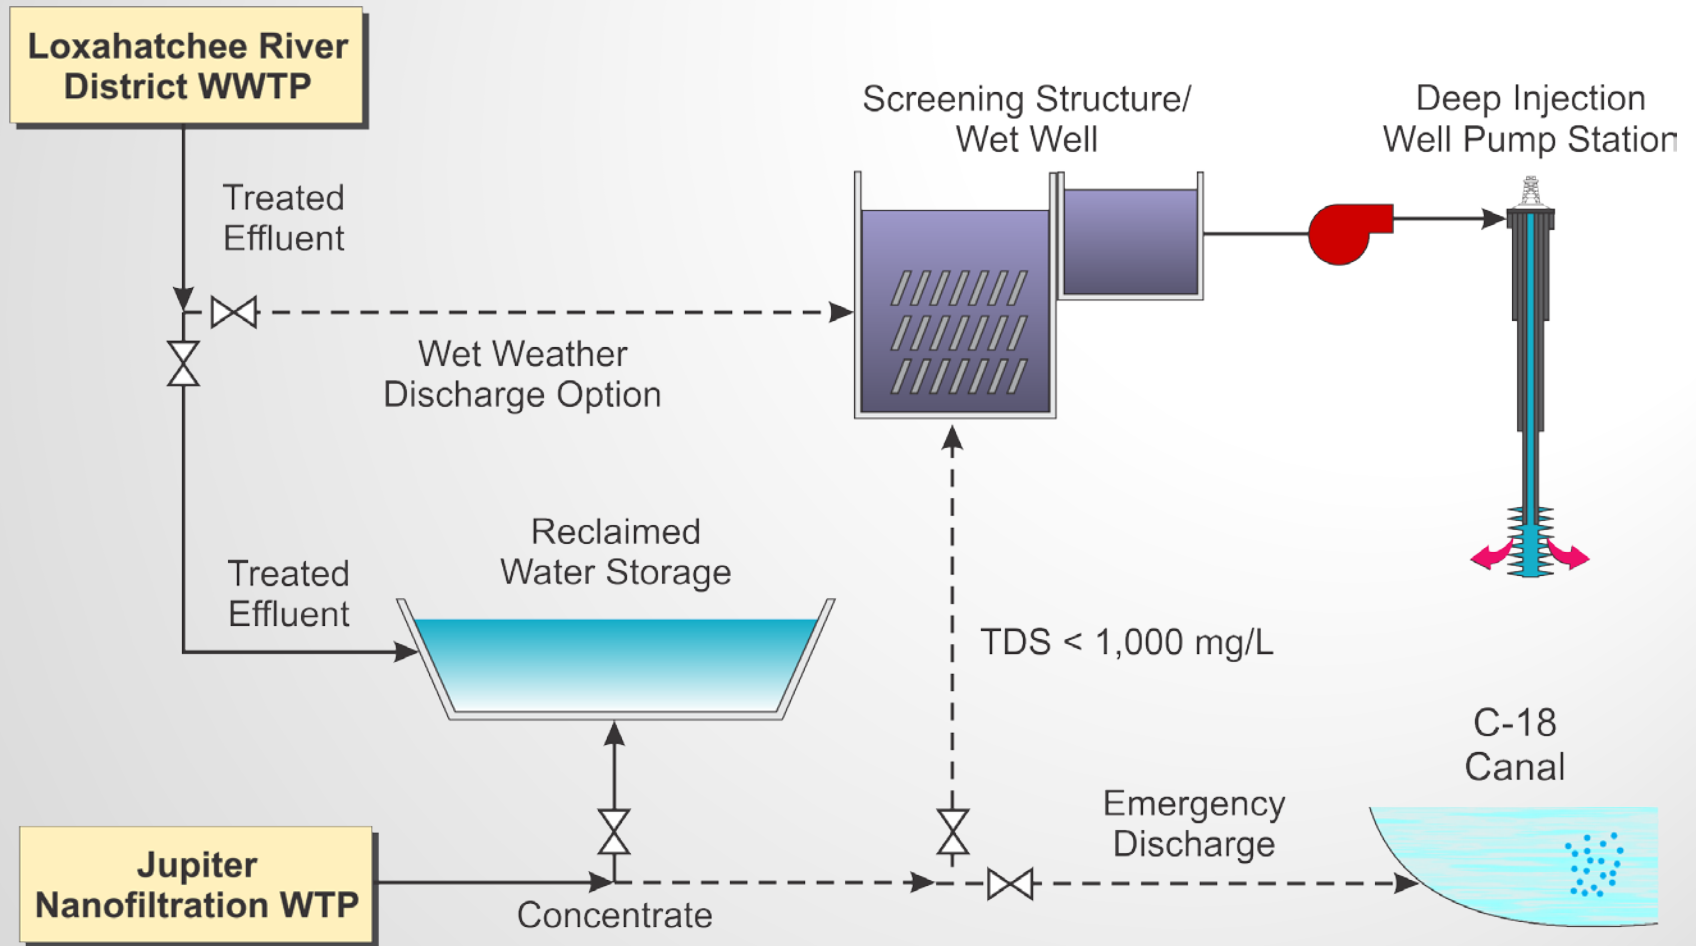 Loxahatchee River
District WWTP
Treated
Effluent
Screening Structure/
Wet Well
Deep Injection
Well Pump Station
Wet Weather
Discharge Option
Treated
Effluent
Reclaimed
Water Storage
TDS < 1,000 mg/L
C-18
Canal
Emergency
Discharge
Jupiter
Nanofiltration WTP
Concentrate